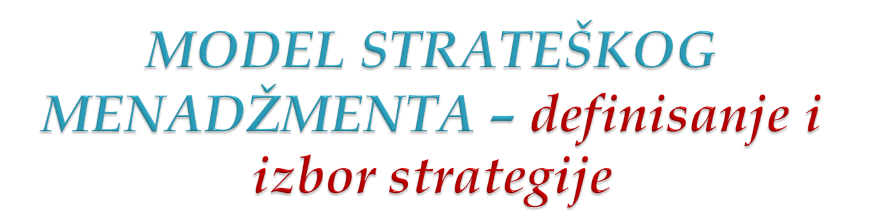 MODEL STRATEŠKOG
MENADŽMENTA – definisanje i
izbor strategije